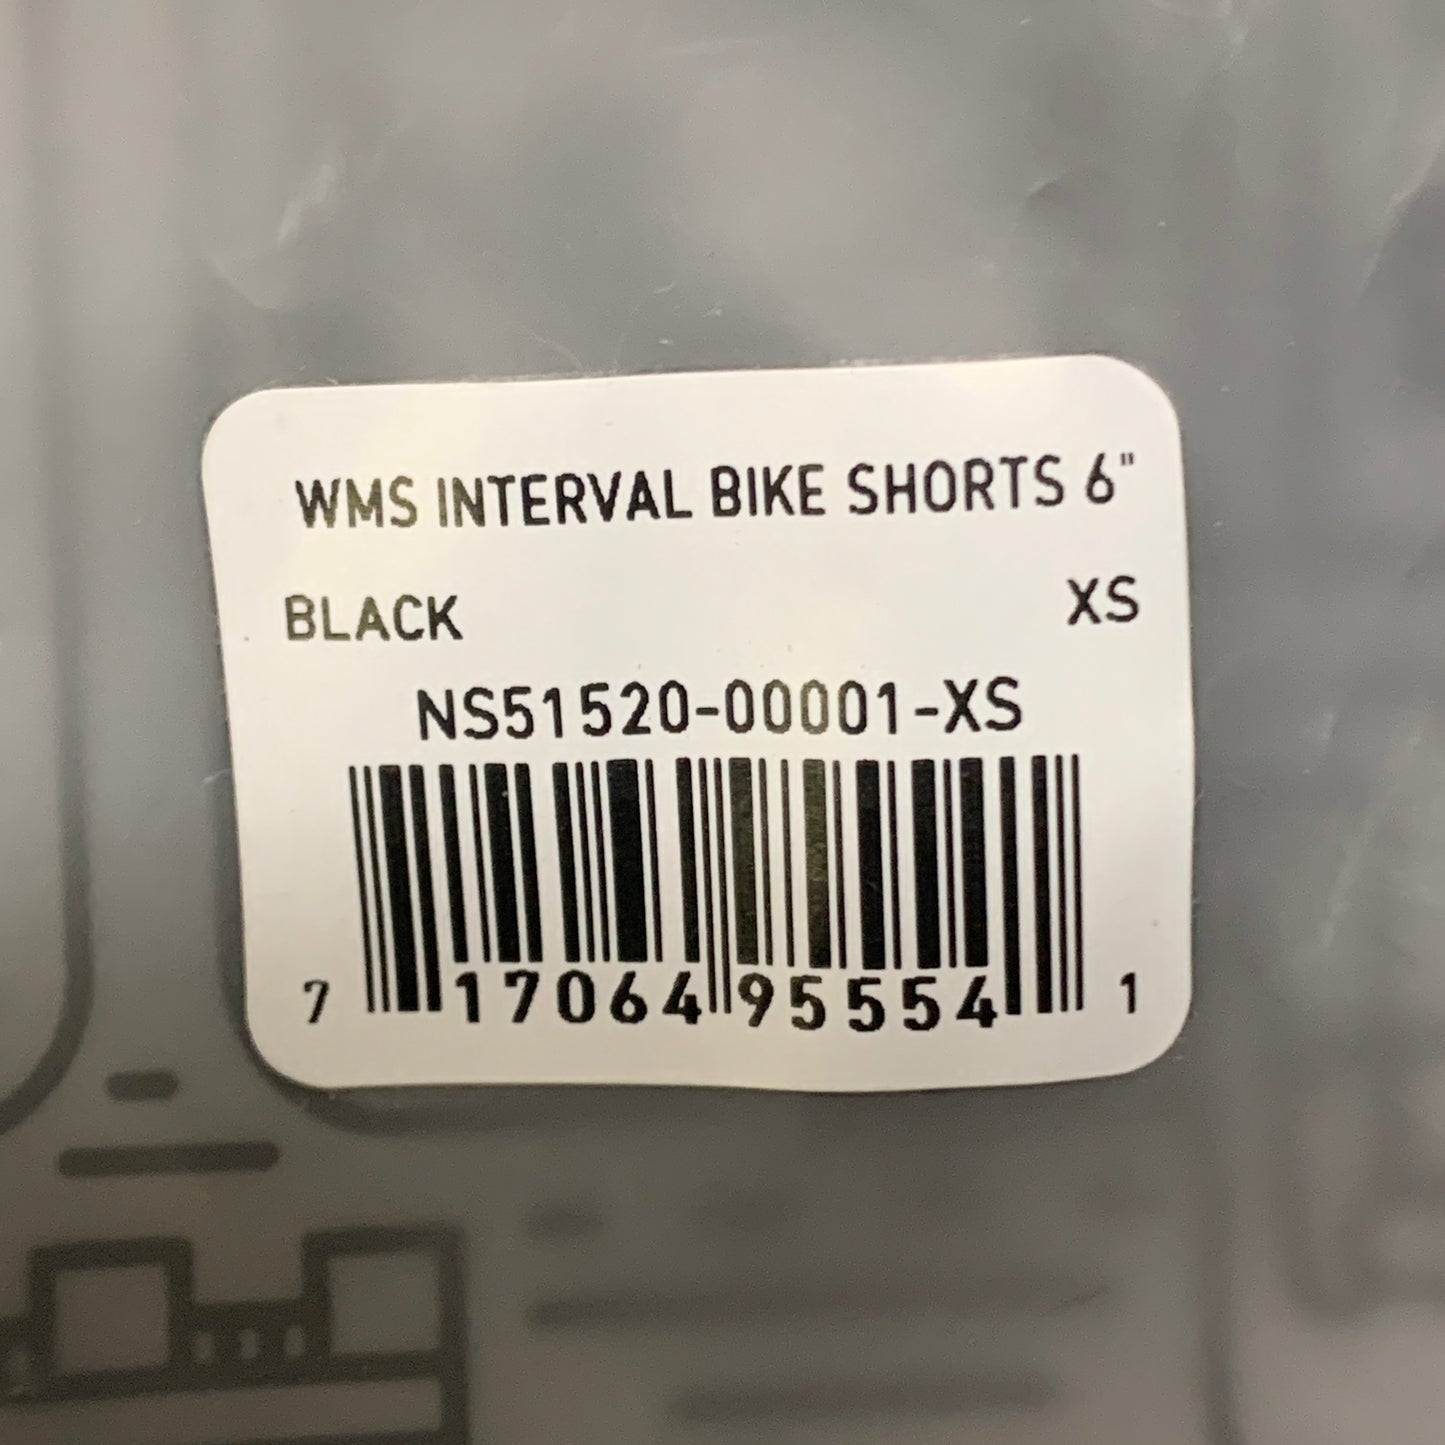 WMS INTERVAL BIKE SHORTS 6"
BLACK XS
NS51520-00001-XS
7 17064 95554 1